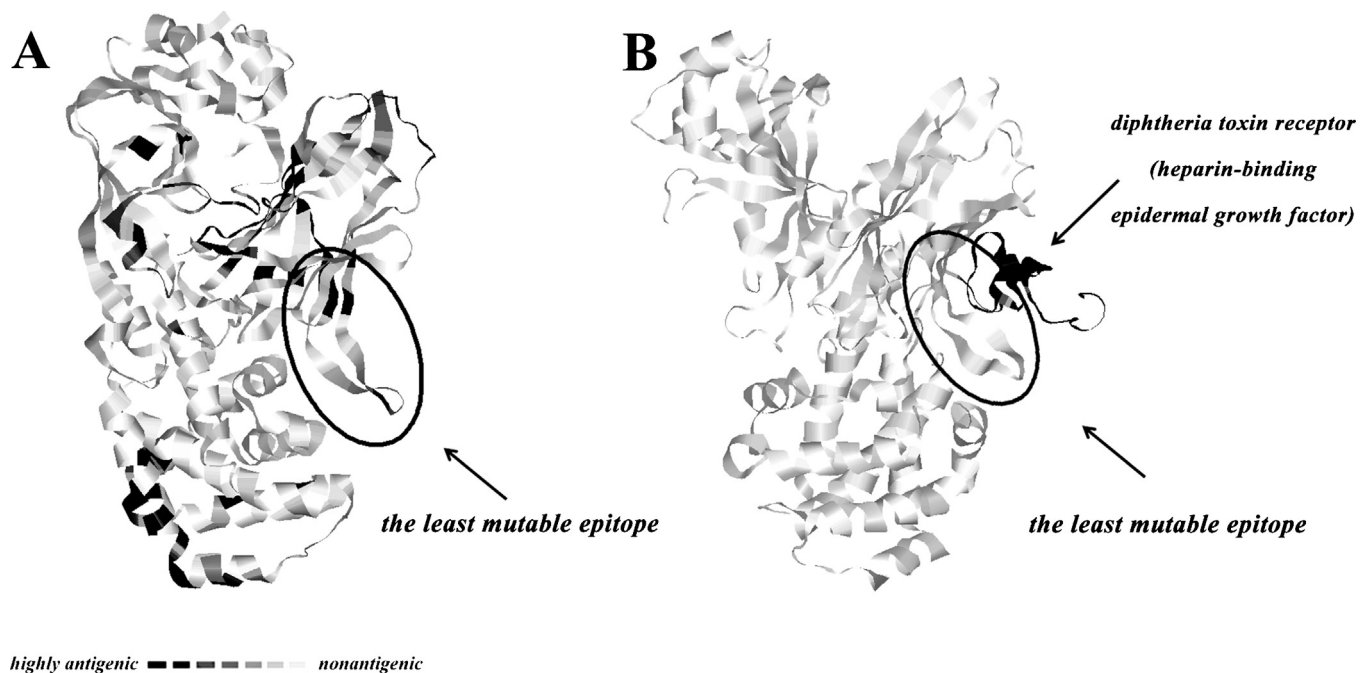 A
B
diphtheria toxin receptor
(heparin-binding
epidermal growth factor)
the least mutable epitope
the least mutable epitope
highly antigenic
nonantigenic